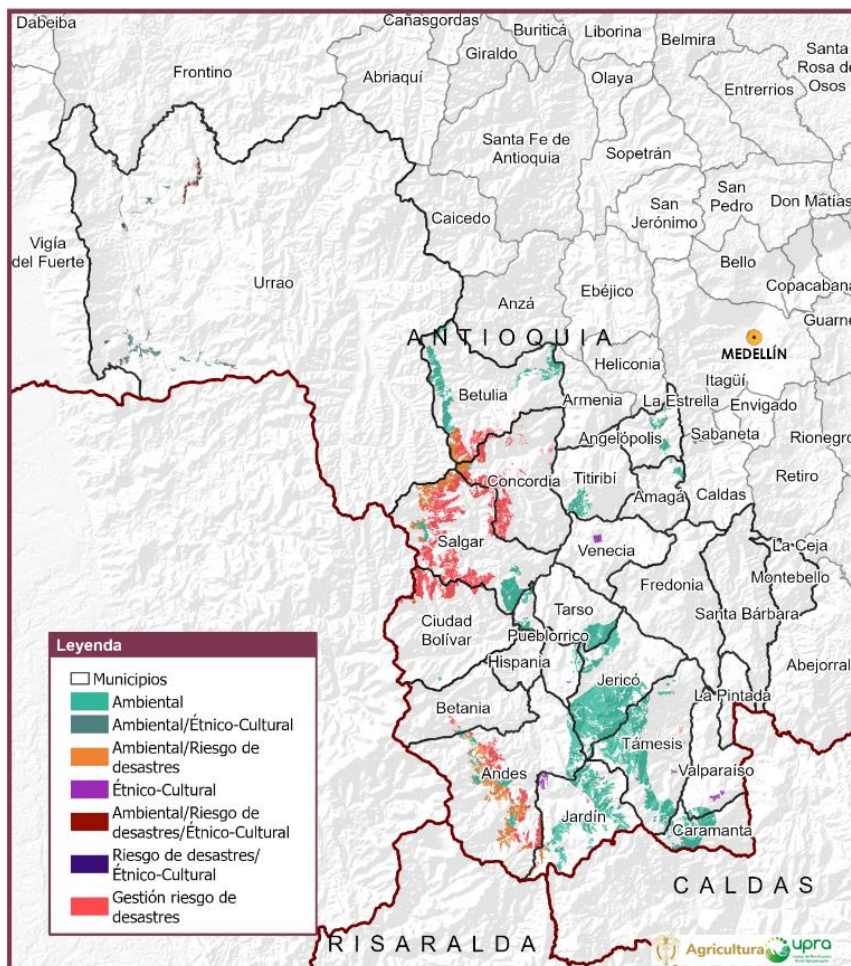 Dabeiba
Cañasgordas
Buriticá
Liborina
Belmira
Santa
Rosa de
Osos
Frontino
Giraldo
Abriaquí
Olaya
Entrerrios
Santa Fe de
Antioquia
Sopetrán
San
Jerónimo
San
Pedro
Don Matías
Caicedo
Vigía
del Fuerte
Urrao
Bello
Copacabana
Anzá
Ebéjico
Guarne
ANTIOQUIA
MEDELLÍN
Heliconia
Itagüí
Betulia
Armenia
La Estrella
Envigado
Angelópolis
Sabaneta
Rionegro
Concordia
Titiribí
Amagá
Caldas
Retiro
Salgar
Venecia
La Ceja
Fredonia
Montebello
Ciudad
Bolívar
Tarso
Santa Bárbara
Pueblorrico
Hispania
Jericó
Abejorral
Betania
La Pintada
Támesis
Andes
Valparaíso
Jardín
Caramanta
CALDAS
RISARALDA
Leyenda
Municipios
Ambiental
Ambiental/Étnico-Cultural
Ambiental/Riesgo de
desastres
Étnico-Cultural
Ambiental/Riesgo de
desastres/Étnico-Cultural
Riesgo de desastres/
Étnico-Cultural
Gestión riesgo de
desastres
Agricultura
upra